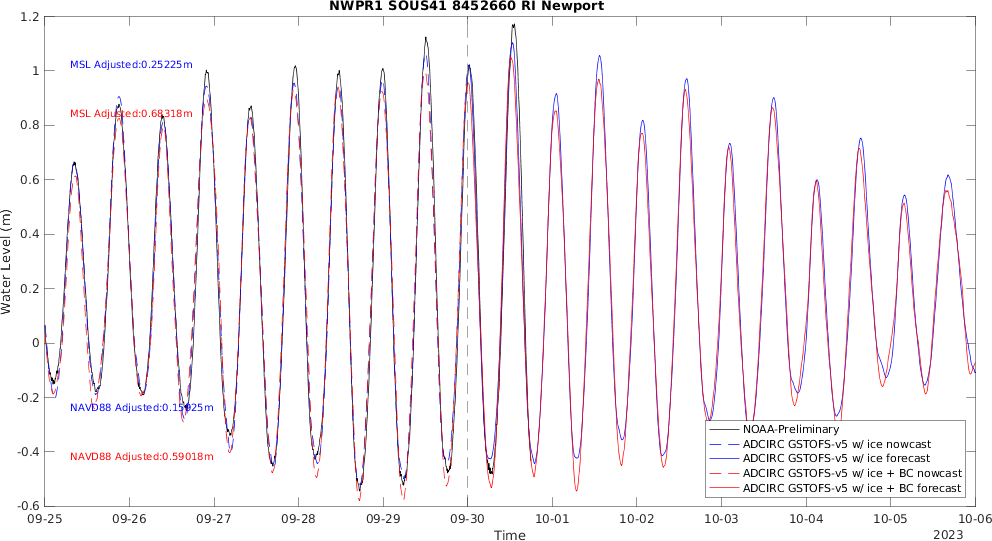 NWPR1 SOUS41 8452660 RI Newport
1.2
1
0.8
0.6
0.4
0.2
0
-0.2
-0.4
-0.6
Water Level (m)
MSL Adjusted:0.25225m
MSL Adjusted:0.68318m
NAVD88 Adjusted:0.15925m
NAVD88 Adjusted:0.59018m
NOAA-Preliminary
ADCIRC GSTOFS-v5 w/ ice nowcast
ADCIRC GSTOFS-v5 w/ ice forecast
ADCIRC GSTOFS-v5 w/ ice + BC nowcast
ADCIRC GSTOFS-v5 w/ ice + BC forecast
09-25 09-26 09-27 09-28 09-29 09-30 10-01 10-02 10-03 10-04 10-05 10-06
Time
2023